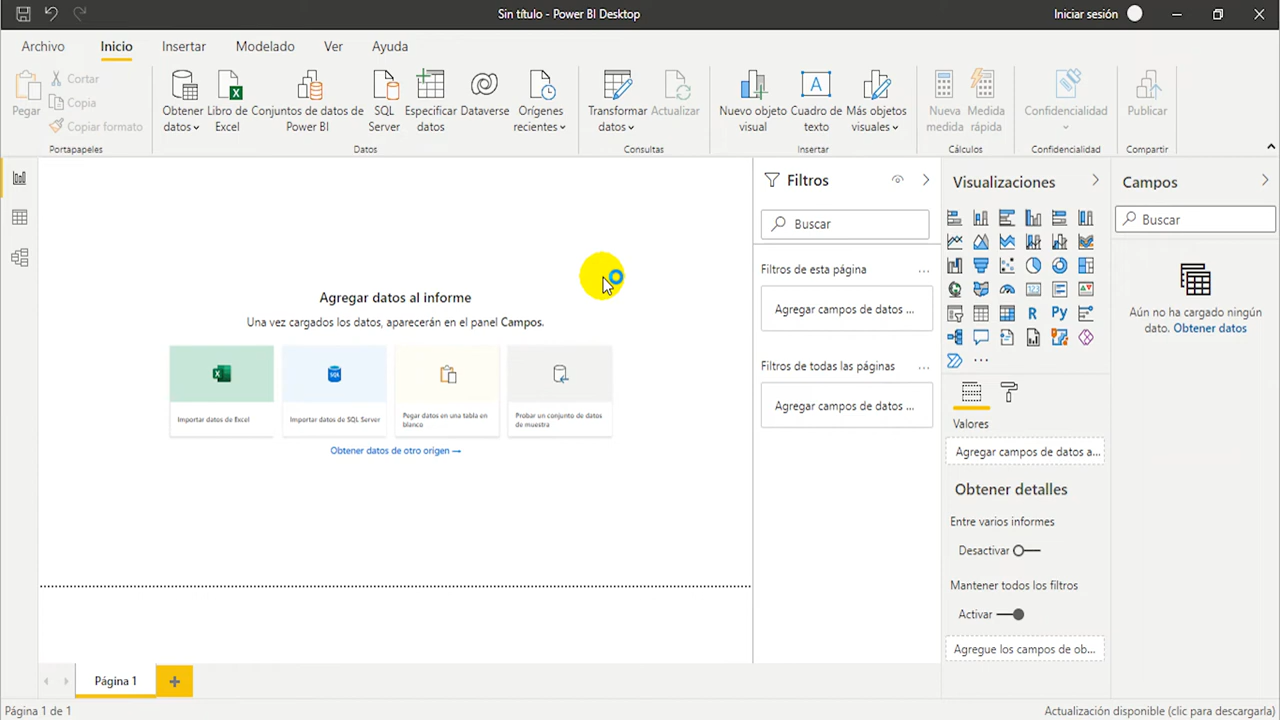 Sin título - Power BI Desktop
Iniciar sesión
Archivo
Inicio
Insertar
Modelado
Ver
Ayuda
Pegar
Cortar
Copia
Copiar formato
Portapapeles
Obtener
datos
Libro de
Excel
Conjuntos de datos de
Power BI
SQL
Server
Especificar
datos
Dataverse
Orígenes
recientes
Datos
Transformar
datos
Actualizar
Consultas
Nuevo objeto
visual
Cuadro de
texto
Más objetos
visuales
Insertar
Nueva
medida
Medida
rápida
Cálculos
Confidencialidad
Confidencialidad
Publicar
Compartir
Agregar datos al informe
Una vez cargados los datos, aparecerán en el panel Campos.
SQL
Importar datos de Excel
Importar datos de SQL Server
Pegar datos en una tabla en
blanco
Probar un conjunto de datos
de muestra
Obtener datos de otro origen →
Filtros
Buscar
Filtros de esta página
...
Agregar campos de datos ...
Filtros de todas las páginas
...
Agregar campos de datos ...
Visualizaciones
123
R
Py
...
Valores
Agregar campos de datos a...
Obtener detalles
Entre varios informes
Desactivar
Mantener todos los filtros
Activar
Agregue los campos de ob...
Campos
Buscar
Aún no ha cargado ningún
dato. Obtener datos
Página 1
+
Página 1 de 1
Actualización disponible (clic para descargarla)